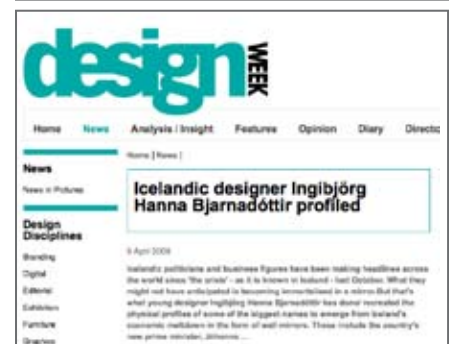 design
WEEK
Home News Analysis / Insight Features Opinion Diary Directo
Home | News |
News
News in Pictures
Icelandic designer Ingibjörg
Hanna Bjarnadóttir profiled
Design
Disciplines
Branding
Digital
Editorial
Exhibition
Furniture
Graphics
6 April 2009
Icelandic politicians and business figures have been making headlines across
the world since 'the crisis' - as it is known in Iceland - last October. What they
might not have anticipated is becoming immortalised in a mirror. But that's
what young designer Ingibjörg Hanna Bjarnadóttir has done: recreated the
physical profiles of some of the biggest names to emerge from Iceland's
economic meltdown in the form of wall mirrors. These include the country's
new prime minister, Jóhanna ...